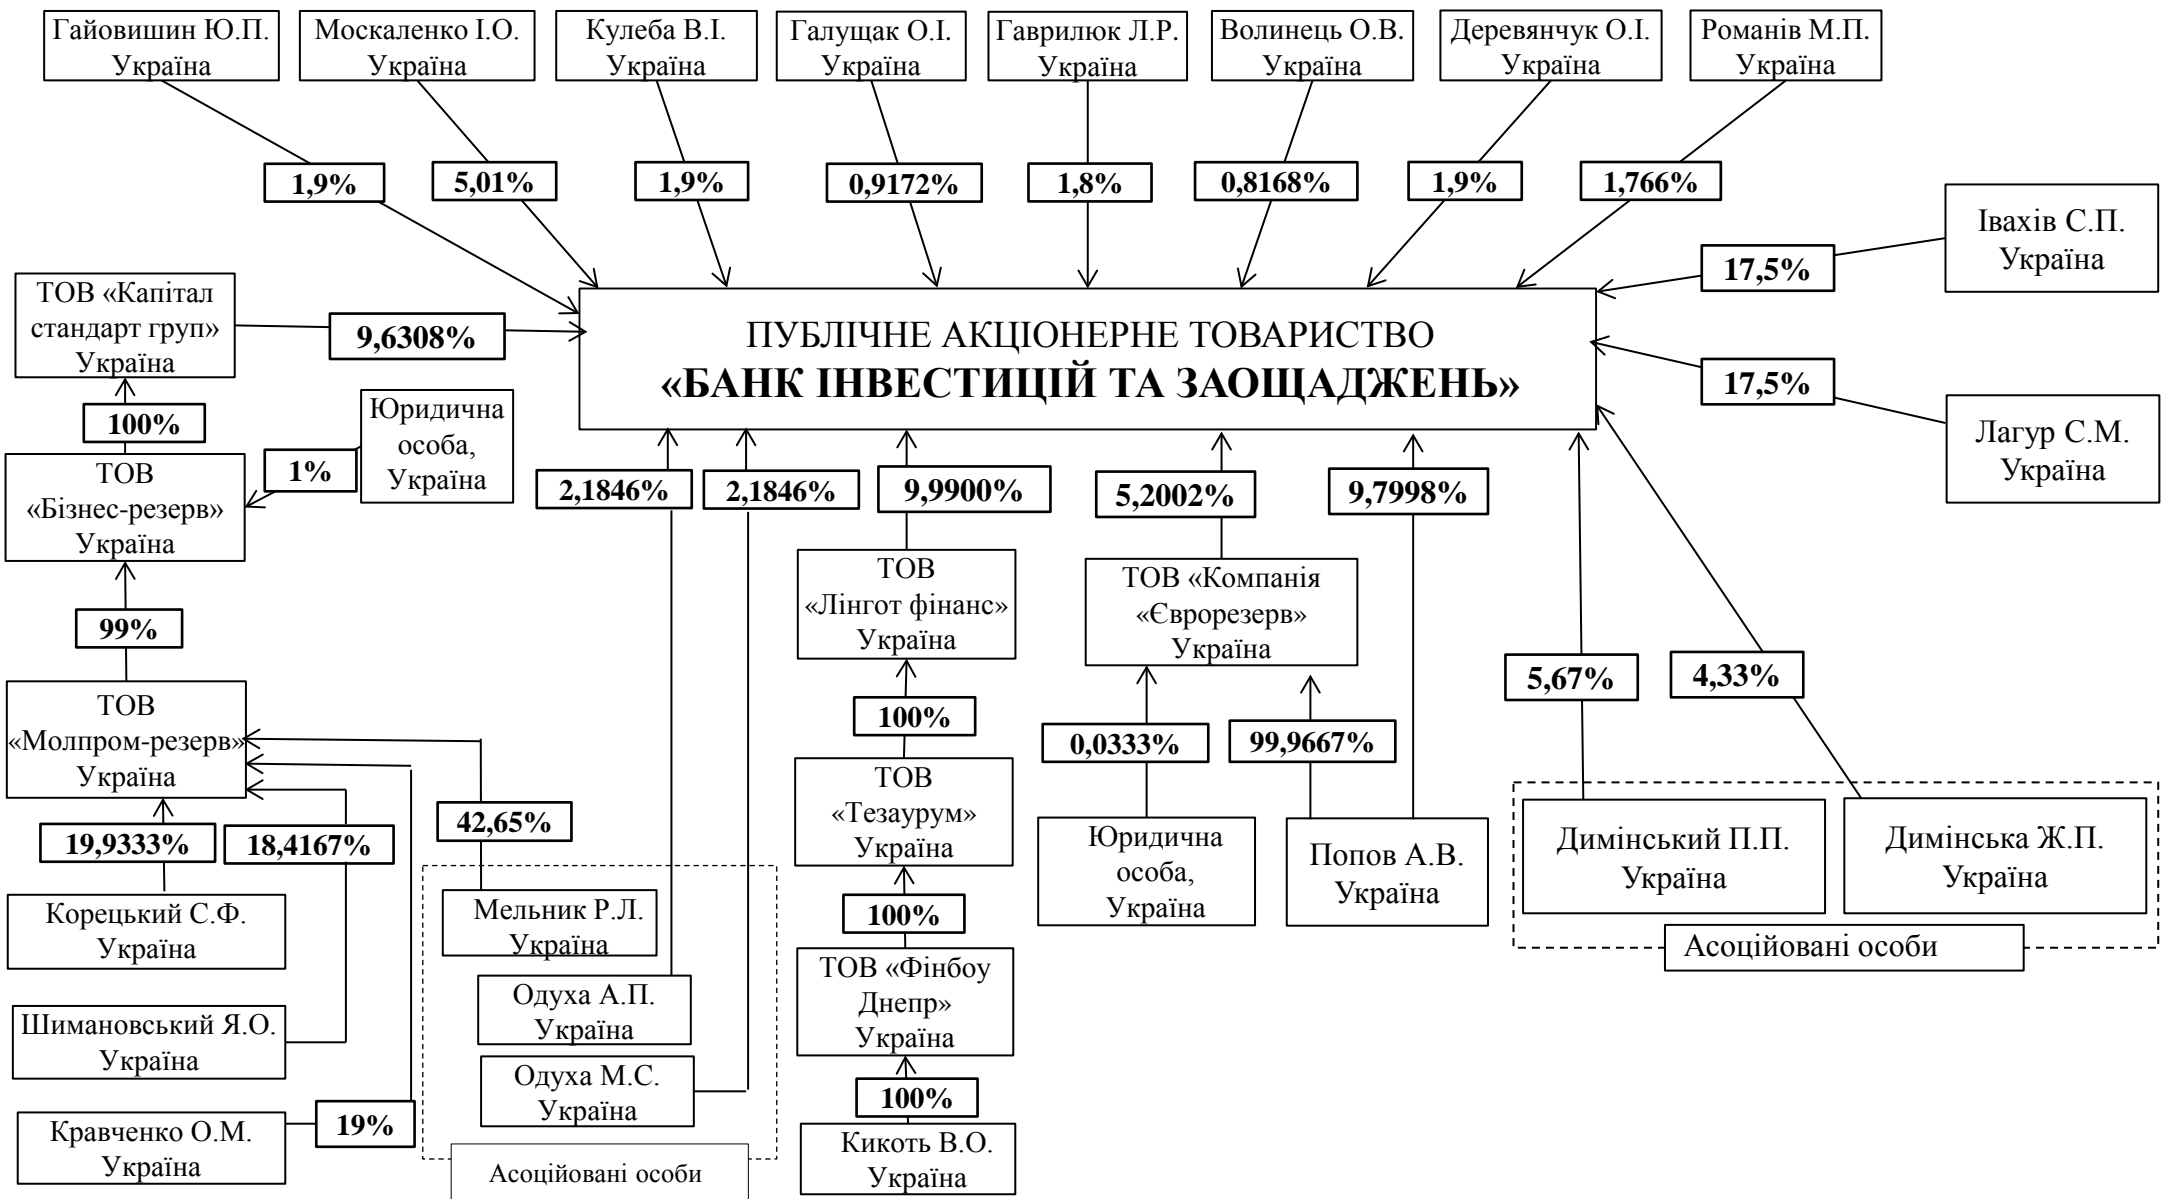 Гайовишин Ю.П.
Україна
Москаленко І.О.
Україна
Кулеба В.І.
Україна
Галущак О.І.
Україна
Гаврилюк Л.Р.
Україна
Волинець О.В.
Україна
Деревянчук О.І.
Україна
Романів М.П.
Україна
1,9%
5,01%
1,9%
0,9172%
1,8%
0,8168%
1,9%
1,766%
Івахів С.П.
Україна
17,5%
ТОВ «Капітал
стандарт груп»
Україна
9,6308%
ПУБЛІЧНЕ АКЦІОНЕРНЕ ТОВАРИСТВО
«БАНК ІНВЕСТИЦІЙ ТА ЗАОЩАДЖЕНЬ»
17,5%
Лагур С.М.
Україна
100%
Юридична
особа,
Україна
1%
ТОВ
«Бізнес-резерв»
Україна
2,1846%
2,1846%
9,9900%
5,2002%
9,7998%
99%
ТОВ
«Лінгот фінанс»
Україна
ТОВ «Компанія
«Єврорезерв»
Україна
5,67%
4,33%
ТОВ
«Молпром-резерв»
Україна
100%
0,0333%
99,9667%
19,9333%
18,4167%
42,65%
ТОВ
«Тезаурум»
Україна
Юридична
особа,
Україна
Попов А.В.
Україна
Димінський П.П.
Україна
Димінська Ж.П.
Україна
Асоційовані особи
Корецький С.Ф.
Україна
Мельник Р.Л.
Україна
100%
Одуха А.П.
Україна
ТОВ «Фінбоу
Днепр»
Україна
Шимановський Я.О.
Україна
Одуха М.С.
Україна
100%
Кравченко О.М.
Україна
19%
Асоційовані особи
Кикоть В.О.
Україна